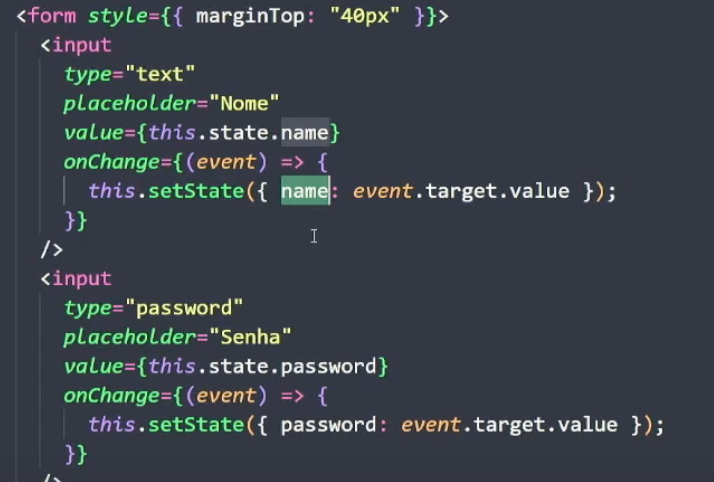 <form style={{ marginTop: "40px" }}>
<input
type="text"
placeholder="Nome"
value={this.state.name}
onChange={(event) => {
this.setState({ name: event.target.value });
}}
/>
<input
type="password"
placeholder="Senha"
value={this.state.password}
onChange={(event) => {
this.setState({ password: event.target.value });
}}
/>